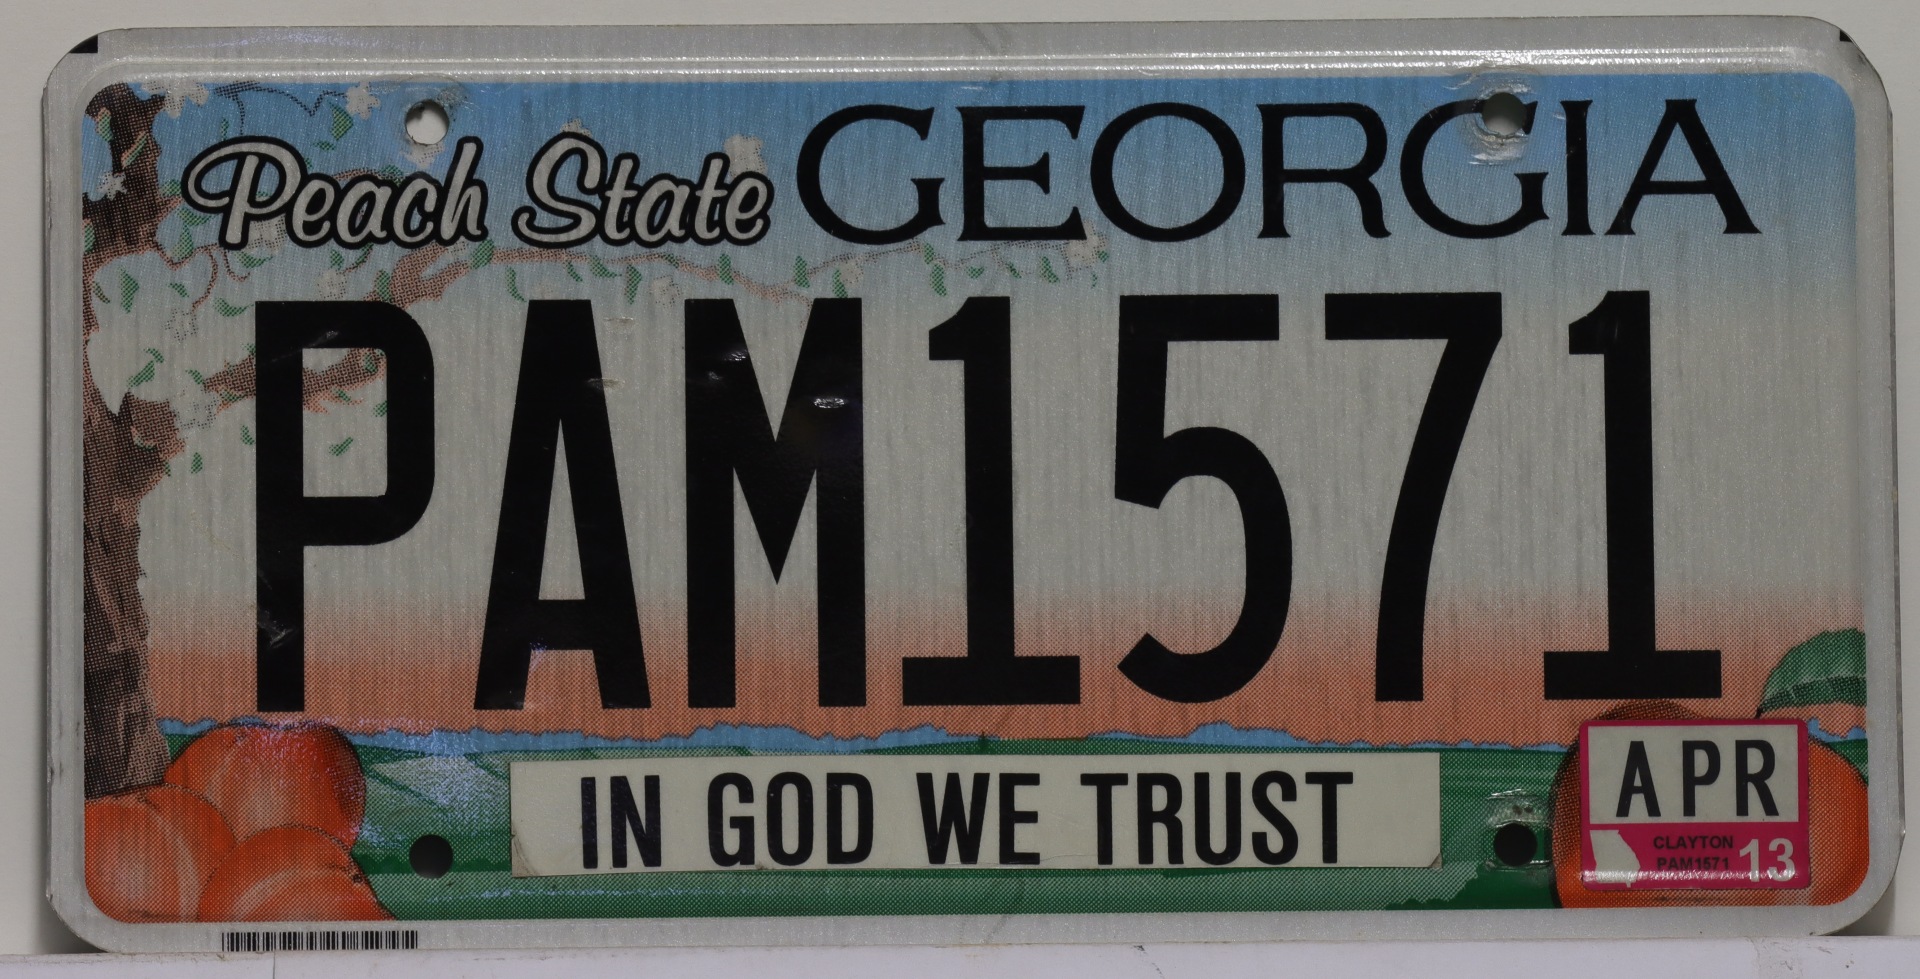 Peach State GEORGIA
PAM1571
IN GOD WE TRUST
APR
CLAYTON
PAM1571 13